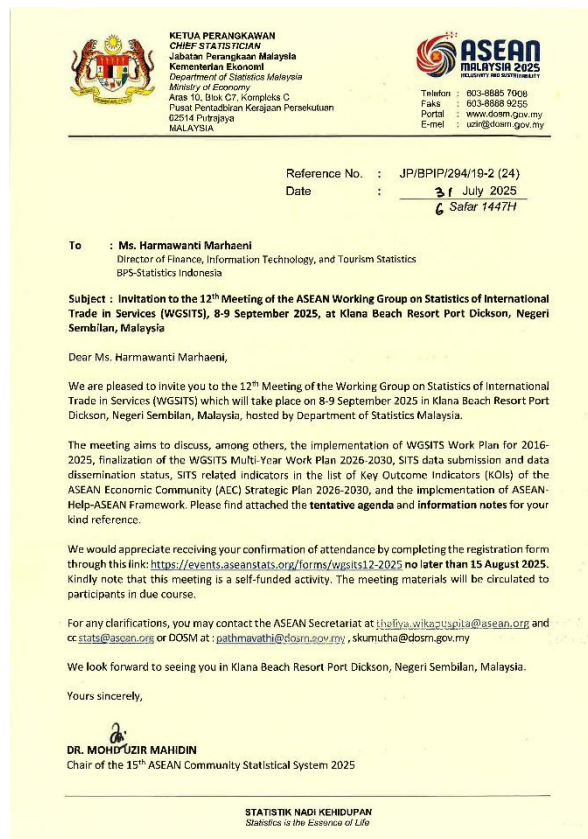 KETUA PERANGKAWAN
CHIEF STATISTICIAN
Jabatan Perangkaan Malaysia
Kementerian Ekonomi
Department of Statistics Malaysia
Ministry of Economy
Aras 10, Blok C7, Kompleks C
Pusat Pentadbiran Kerajaan Persekutuan
62514 Putrajaya
MALAYSIA
ASEAN
MALAYSIA 2025
INCLUSIVITY AND SUSTAINABILITY
Telefon : 603-8885 7008
Faks : 603-8888 9255
Portal : www.dosm.gov.my
E-mel : uzir@dosm.gov.my
Reference No. : JP/BPIP/294/19-2 (24)
Date : 31 July 2025
6 Safar 1447H
To : Ms. Harmawanti Marhaeni
Director of Finance, Information Technology, and Tourism Statistics
BPS-Statistics Indonesia
Subject : Invitation to the 12th Meeting of the ASEAN Working Group on Statistics of International
Trade in Services (WGSITS), 8-9 September 2025, at Klana Beach Resort Port Dickson, Negeri
Sembilan, Malaysia
Dear Ms. Harmawanti Marhaeni,
We are pleased to invite you to the 12th Meeting of the Working Group on Statistics of International
Trade in Services (WGSITS) which will take place on 8-9 September 2025 in Klana Beach Resort Port
Dickson, Negeri Sembilan, Malaysia, hosted by Department of Statistics Malaysia.
The meeting aims to discuss, among others, the implementation of WGSITS Work Plan for 2016-
2025, finalization of the WGSITS Multi-Year Work Plan 2026-2030, SITS data submission and data
dissemination status, SITS related indicators in the list of Key Outcome Indicators (KOIs) of the
ASEAN Economic Community (AEC) Strategic Plan 2026-2030, and the implementation of ASEAN-
Help-ASEAN Framework. Please find attached the tentative agenda and information notes for your
kind reference.
We would appreciate receiving your confirmation of attendance by completing the registration form
through this link: https://events.aseanstats.org/forms/wgsits12-2025 no later than 15 August 2025.
Kindly note that this meeting is a self-funded activity. The meeting materials will be circulated to
participants in due course.
For any clarifications, you may contact the ASEAN Secretariat at thaliya.wikapuspita@asean.org and
cc stats@asean.org or DOSM at : pathmavathi@dosm.gov.my , skumutha@dosm.gov.my
We look forward to seeing you in Klana Beach Resort Port Dickson, Negeri Sembilan, Malaysia.
Yours sincerely,
DR. MOHD UZIR MAHIDIN
Chair of the 15th ASEAN Community Statistical System 2025
STATISTIK NADI KEHIDUPAN
Statistics is the Essence of Life